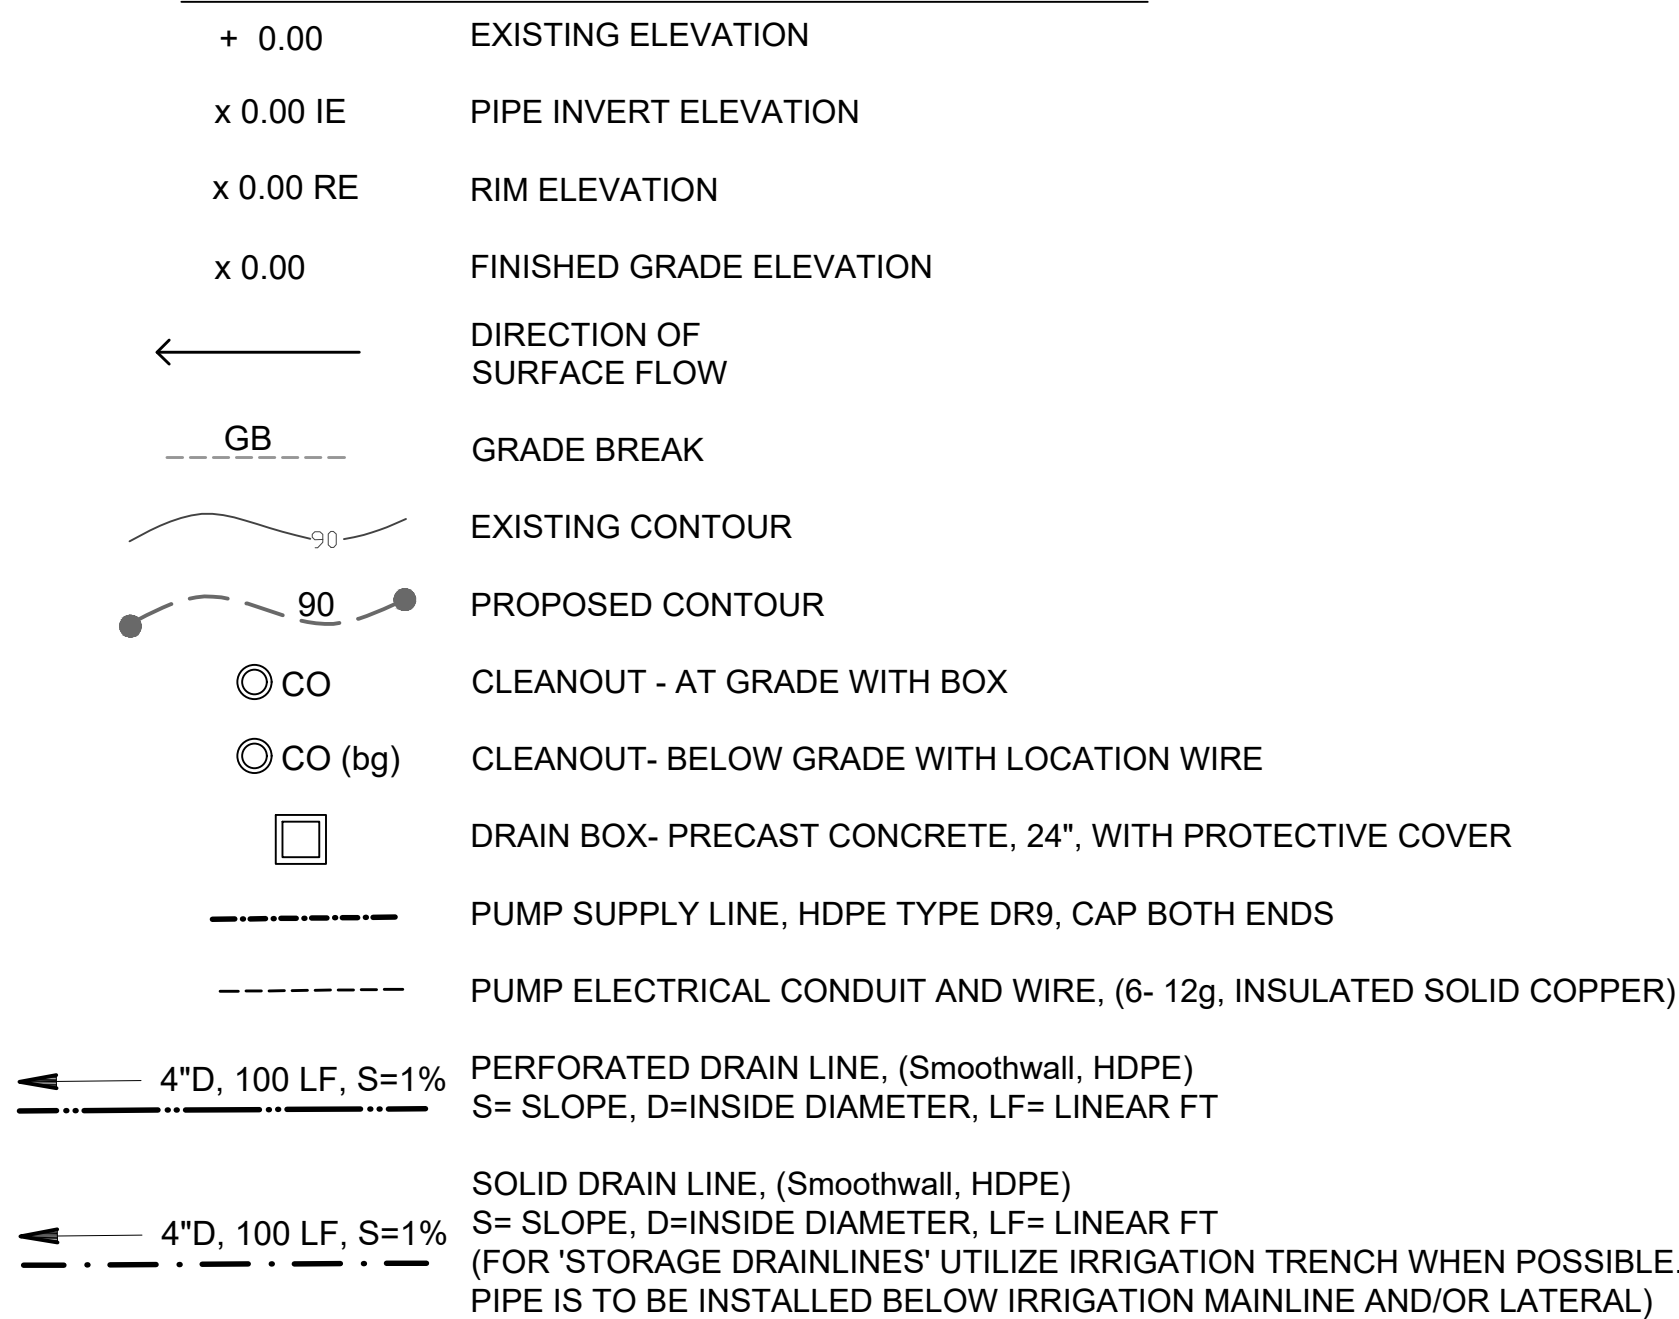 + 0.00 EXISTING ELEVATION
x 0.00 IE PIPE INVERT ELEVATION
x 0.00 RE RIM ELEVATION
x 0.00 FINISHED GRADE ELEVATION
DIRECTION OF
SURFACE FLOW
GB GRADE BREAK
90 EXISTING CONTOUR
90 PROPOSED CONTOUR
CO CLEANOUT - AT GRADE WITH BOX
CO (bg) CLEANOUT- BELOW GRADE WITH LOCATION WIRE
DRAIN BOX- PRECAST CONCRETE, 24", WITH PROTECTIVE COVER
PUMP SUPPLY LINE, HDPE TYPE DR9, CAP BOTH ENDS
PUMP ELECTRICAL CONDUIT AND WIRE, (6- 12g, INSULATED SOLID COPPER)
4"D, 100 LF, S=1% PERFORATED DRAIN LINE, (Smoothwall, HDPE)
S= SLOPE, D=INSIDE DIAMETER, LF= LINEAR FT
SOLID DRAIN LINE, (Smoothwall, HDPE)
4"D, 100 LF, S=1% S= SLOPE, D=INSIDE DIAMETER, LF= LINEAR FT
(FOR 'STORAGE DRAINLINES' UTILIZE IRRIGATION TRENCH WHEN POSSIBLE.
PIPE IS TO BE INSTALLED BELOW IRRIGATION MAINLINE AND/OR LATERAL)